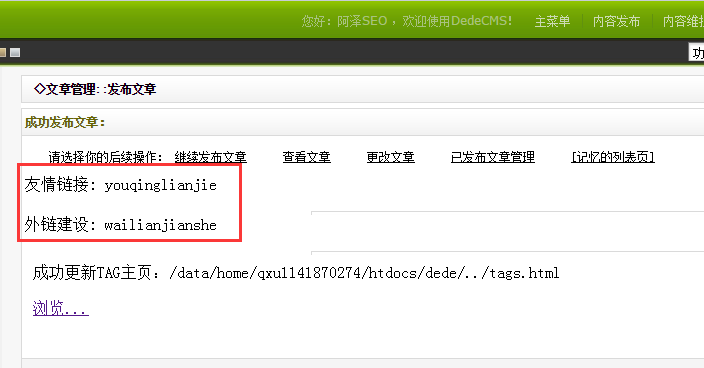 您好：阿泽SEO ，欢迎使用DedeCMS! 主菜单 内容发布 内容维
功
◇文章管理::发布文章
成功发布文章：
请选择你的后续操作： 继续发布文章 查看文章 更改文章 已发布文章管理 [记忆的列表页]
友情链接: youqinglianjie
外链建设: wailianjianshe
成功更新TAG主页：/data/home/qxu1141870274/htdocs/dede/../tags.html
浏览...